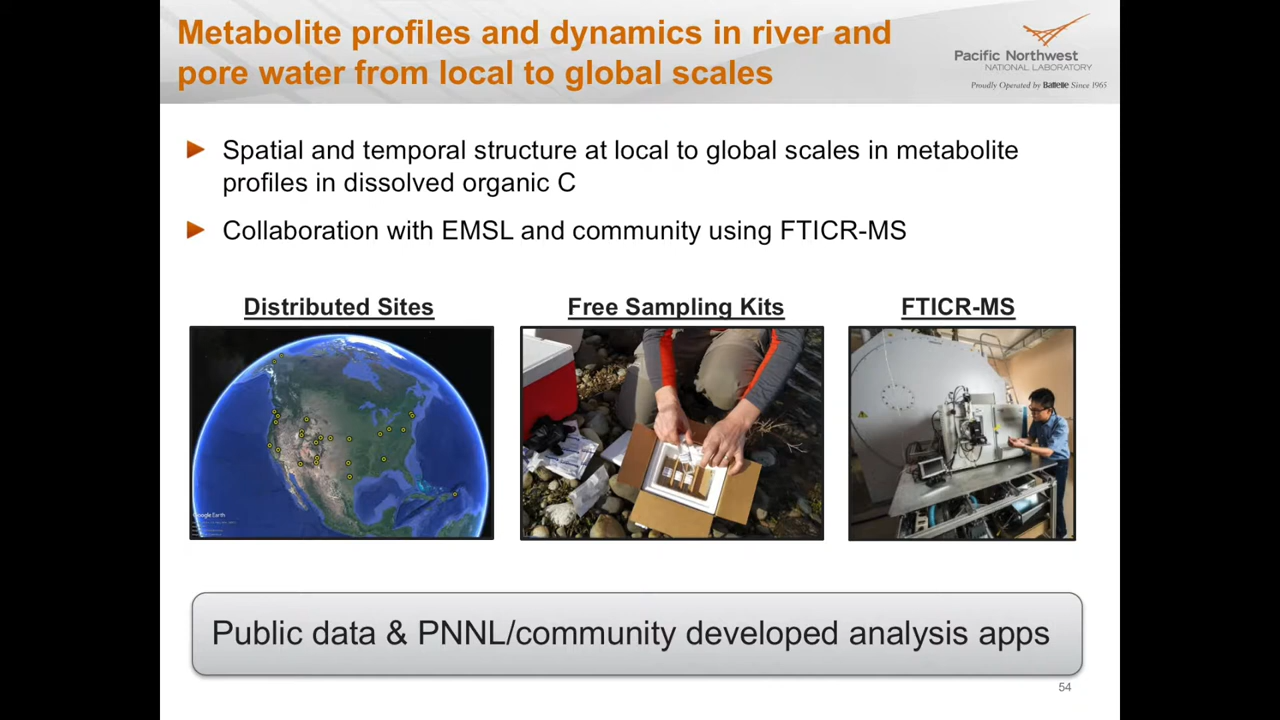 Metabolite profiles and dynamics in river and
pore water from local to global scales
Pacific Northwest
NATIONAL LABORATORY
Proudly Operated by Battelle Since 1965
Spatial and temporal structure at local to global scales in metabolite
profiles in dissolved organic C
Collaboration with EMSL and community using FTICR-MS
Distributed Sites
Free Sampling Kits
FTICR-MS
Google Earth
Public data & PNNL/community developed analysis apps
54